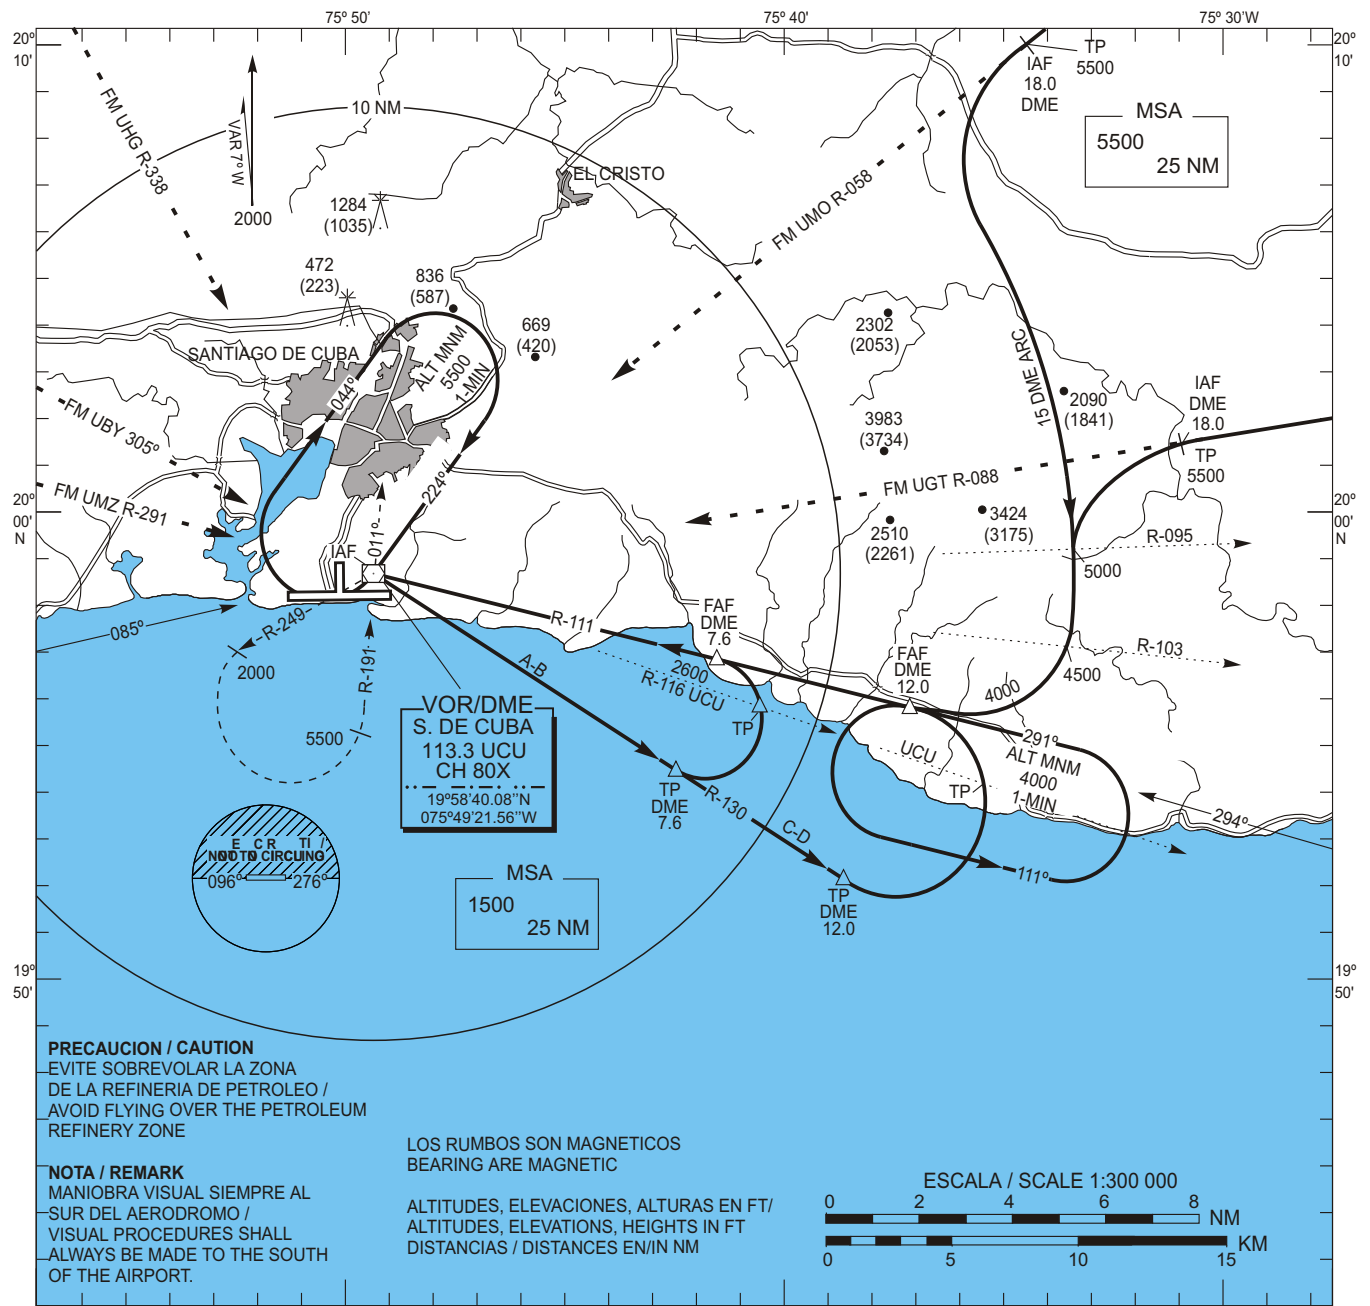 75º 50'
75º 40'
75º 30'W
20º
10'
20º
10'
TP
5500
IAF
18.0
DME
MSA
5500
25 NM
10 NM
FM UHG R-338
VAR 7º W
2000
EL CRISTO
1284
(1035)
FM UMO R-058
472
(223)
836
(587)
669
(420)
2302
(2053)
SANTIAGO DE CUBA
ALT MNM
5500
1-MIN
044º
15 DME ARC
2090
(1841)
IAF
DME
18.0
TP
5500
FM UBY 305º
3983
(3734)
224º
FM UGT R-088
FM UMZ R-291
20º
00'
N
20º
00'
N
2510
(2261)
3424
(3175)
R-095
011º
IAF
5000
085º
R-249
R-111
FAF
DME
7.6
R-103
FAF
DME
12.0
4500
2000
R-191
A-B
2600
R-116 UCU
4000
VOR/DME
S. DE CUBA
113.3 UCU
CH 80X
19º58'40.08''N
075º49'21.56''W
5500
TP
UCU
291º
ALT MNM
4000
1-MIN
TP
TP
DME
7.6
R-130
C-D
294º
096º
276º
111º
MSA
1500
25 NM
TP
DME
12.0
19º
50'
19º
50'
PRECAUCION / CAUTION
EVITE SOBREVOLAR LA ZONA
DE LA REFINERIA DE PETROLEO /
AVOID FLYING OVER THE PETROLEUM
REFINERY ZONE
NOTA / REMARK
MANIOBRA VISUAL SIEMPRE AL
SUR DEL AERODROMO /
VISUAL PROCEDURES SHALL
ALWAYS BE MADE TO THE SOUTH
OF THE AIRPORT.
LOS RUMBOS SON MAGNETICOS
BEARING ARE MAGNETIC
ALTITUDES, ELEVACIONES, ALTURAS EN FT/
ALTITUDES, ELEVATIONS, HEIGHTS IN FT
DISTANCIAS / DISTANCES EN/IN NM
ESCALA / SCALE 1:300 000
0 2 4 6 8
NM
KM
0 5 10 15